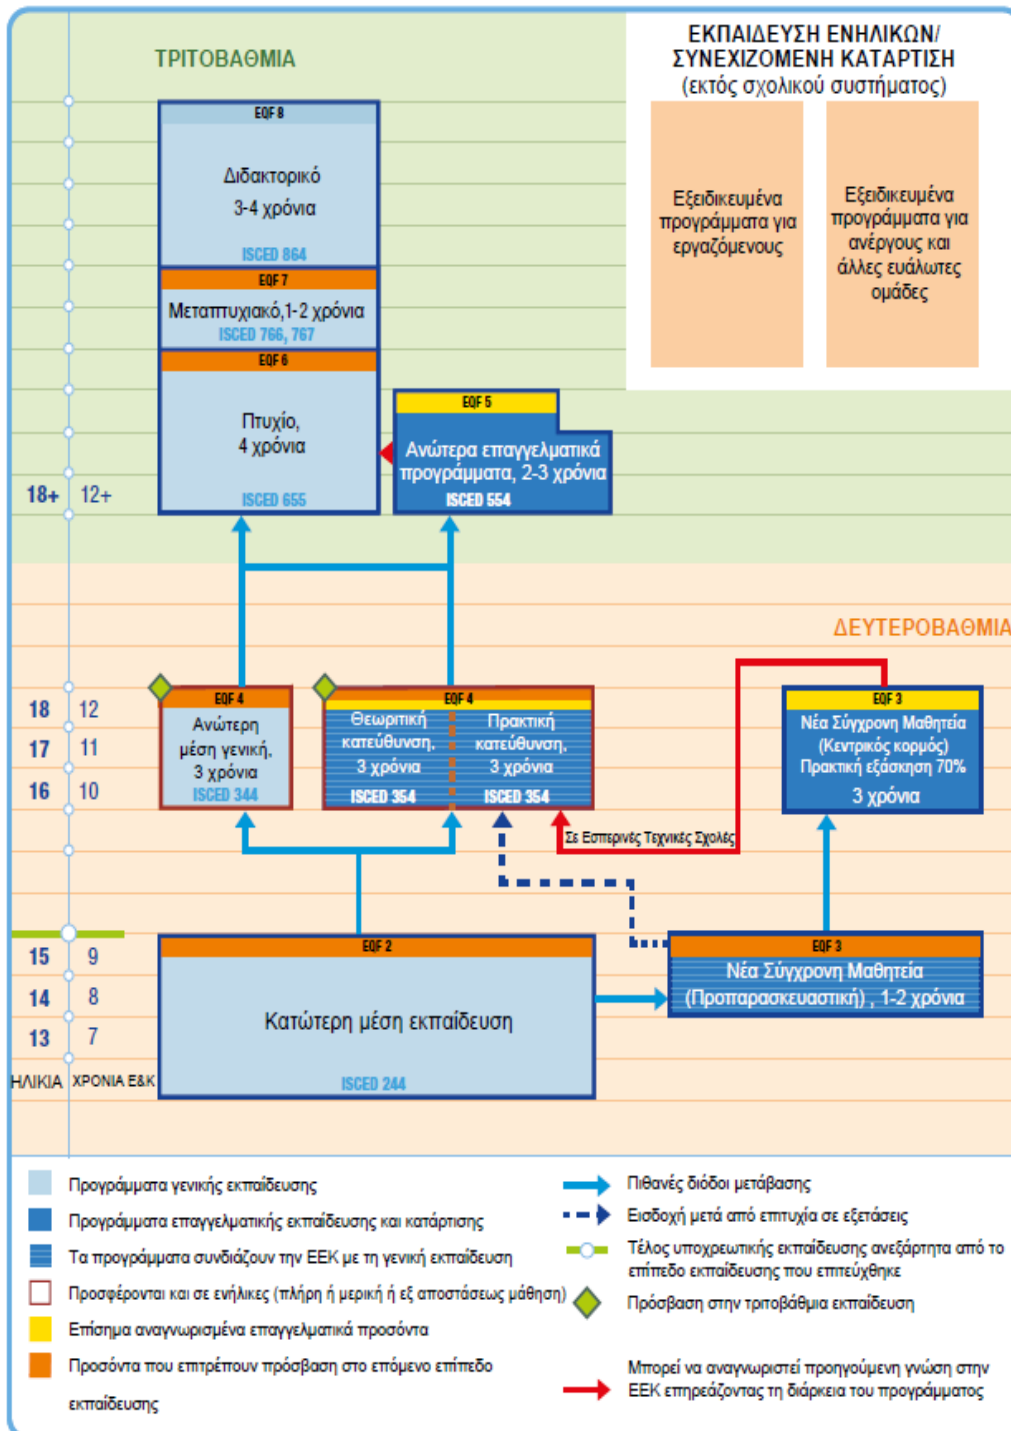 ΤΡΙΤΟΒΑΘΜΙΑ
ΕΚΠΑΙΔΕΥΣΗ ΕΝΗΛΙΚΩΝ/
ΣΥΝΕΧΙΖΟΜΕΝΗ ΚΑΤΑΡΤΙΣΗ
(εκτός σχολικού συστήματος)
Εξειδικευμένα
προγράμματα για
εργαζόμενους
Εξειδικευμένα
προγράμματα για
ανέργους και
άλλες ευάλωτες
ομάδες
EQF 8
Διδακτορικό
3-4 χρόνια
ISCED 864
EQF 7
Μεταπτυχιακό,1-2 χρόνια
ISCED 766, 767
EQF 6
Πτυχίο,
4 χρόνια
ISCED 655
EQF 5
Ανώτερα επαγγελματικά
προγράμματα, 2-3 χρόνια
ISCED 554
18+ 12+
ΔΕΥΤΕΡΟΒΑΘΜΙΑ
18 12
17 11
16 10
EQF 4
Ανώτερη
μέση γενική,
3 χρόνια
ISCED 344
EQF 4
Θεωριτική
κατεύθυνση,
3 χρόνια
ISCED 354
Πρακτική
κατεύθυνση,
3 χρόνια
ISCED 354
EQF 3
Νέα Σύγχρονη Μαθητεία
(Κεντρικός κορμός)
Πρακτική εξάσκηση 70%
3 χρόνια
Σε Εσπερινές Τεχνικές Σχολές
15 9
14 8
13 7
ΗΛΙΚΙΑ ΧΡΟΝΙΑ Ε&Κ
EQF 2
Κατώτερη μέση εκπαίδευση
ISCED 244
EQF 3
Νέα Σύγχρονη Μαθητεία
(Προπαρασκευαστική) , 1-2 χρόνια
Προγράμματα γενικής εκπαίδευσης
Προγράμματα επαγγελματικής εκπαίδευσης και κατάρτισης
Τα προγράμματα συνδιάζουν την ΕΕΚ με τη γενική εκπαίδευση
Προσφέρονται και σε ενήλικες (πλήρη ή μερική ή εξ αποστάσεως μάθηση)
Επίσημα αναγνωρισμένα επαγγελματικά προσόντα
Προσόντα που επιτρέπουν πρόσβαση στο επόμενο επίπεδο
εκπαίδευσης
Πιθανές διόδοι μετάβασης
Εισδοχή μετά από επιτυχία σε εξετάσεις
Τέλος υποχρεωτικής εκπαίδευσης ανεξάρτητα από το
επίπεδο εκπαίδευσης που επιτεύχθηκε
Πρόσβαση στην τριτοβάθμια εκπαίδευση
Μπορεί να αναγνωριστεί προηγούμενη γνώση στην
ΕΕΚ επηρεάζοντας τη διάρκεια του προγράμματος